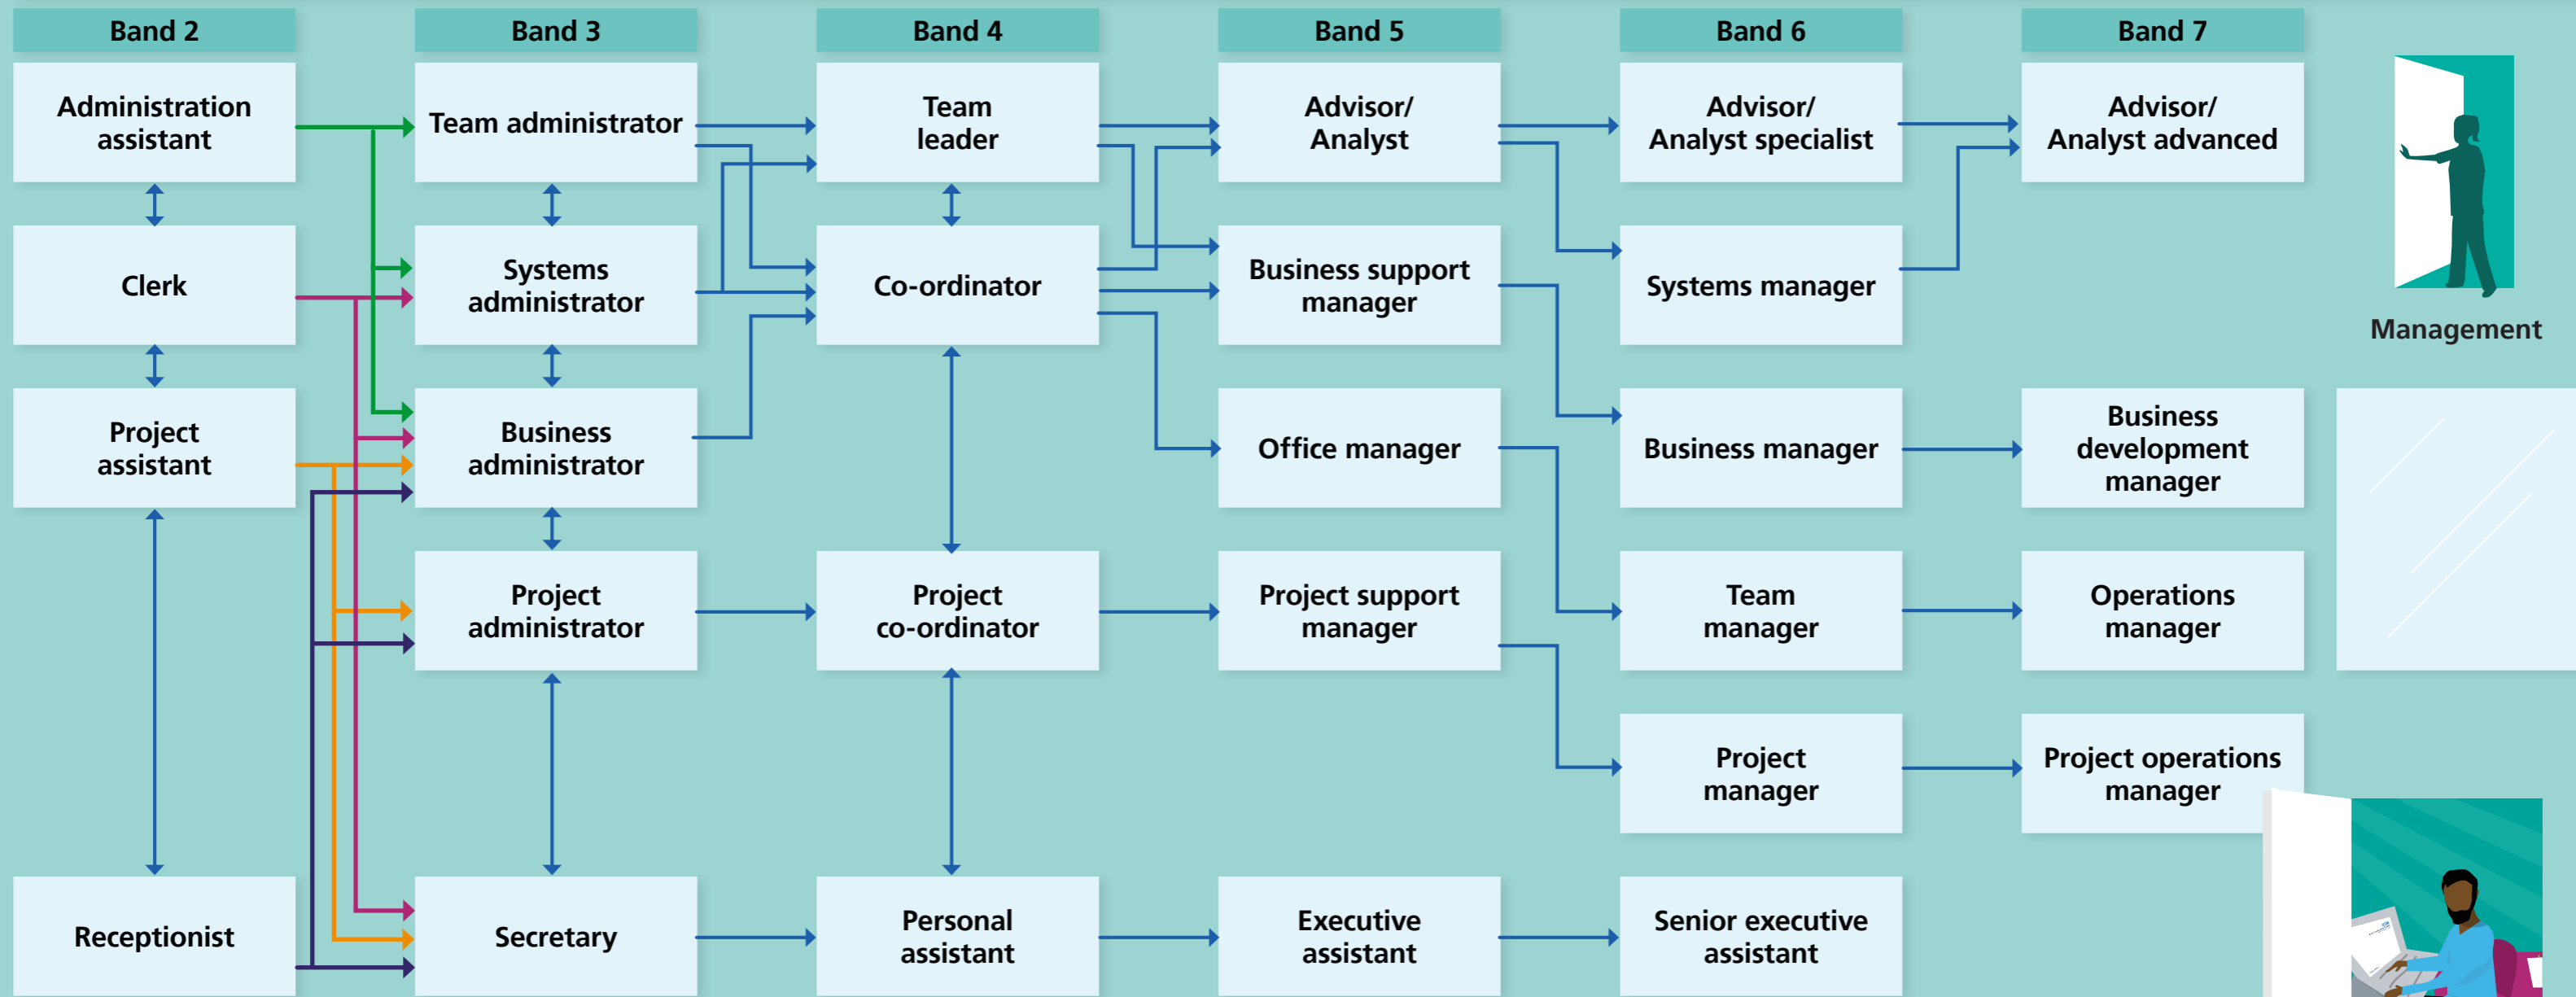 Band 2
Band 3
Band 4
Band 5
Band 6
Band 7
Administration
assistant
Team administrator
Team
leader
Advisor/
Analyst
Advisor/
Analyst specialist
Advisor/
Analyst advanced
Clerk
Systems
administrator
Co-ordinator
Business support
manager
Systems manager
Management
Project
assistant
Business
administrator
Office manager
Business manager
Business
development
manager
Project
administrator
Project
co-ordinator
Project support
manager
Team
manager
Operations
manager
Project
manager
Project operations
manager
Receptionist
Secretary
Personal
assistant
Executive
assistant
Senior executive
assistant